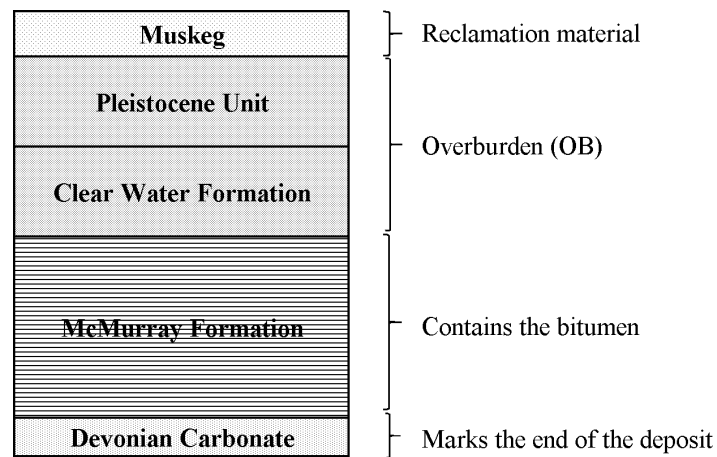 Muskeg
Reclamation material
Pleistocene Unit
Overburden (OB)
Clear Water Formation
McMurray Formation
Contains the bitumen
Devonian Carbonate
Marks the end of the deposit